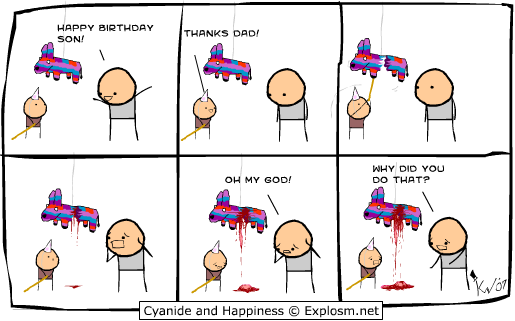 HAPPY BIRTHDAY
SON!
THANKS DAD!
OH MY GOD!
WHY DID YOU
DO THAT?
Cyanide and Happiness © Explosm.net